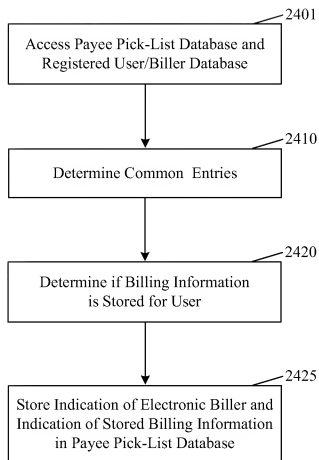 2401
Access Payee Pick-List Database and
Registered User/Biller Database
2410
Determine Common Entries
2420
Determine if Billing Information
is Stored for User
2425
Store Indication of Electronic Biller and
Indication of Stored Billing Information
in Payee Pick-List Database